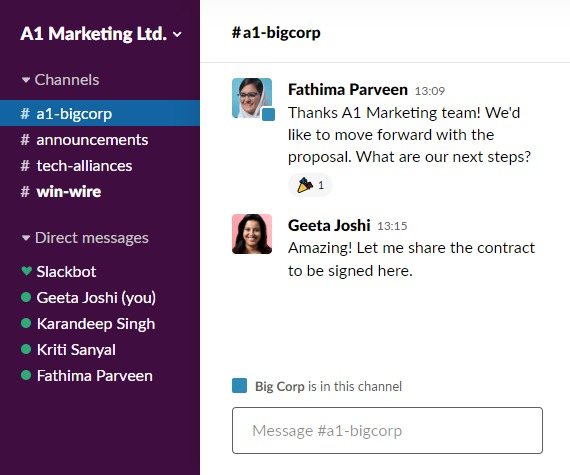 A1 Marketing Ltd.
Channels
# a1-bigcorp
# announcements
# tech-alliances
# win-wire
Direct messages
Slackbot
Geeta Joshi (you)
Karandeep Singh
Kriti Sanyal
Fathima Parveen
#a1-bigcorp
Fathima Parveen 13:09
Thanks A1 Marketing team! We'd
like to move forward with the
proposal. What are our next steps?
1
Geeta Joshi 13:15
Amazing! Let me share the contract
to be signed here.
Big Corp is in this channel
Message #a1-bigcorp